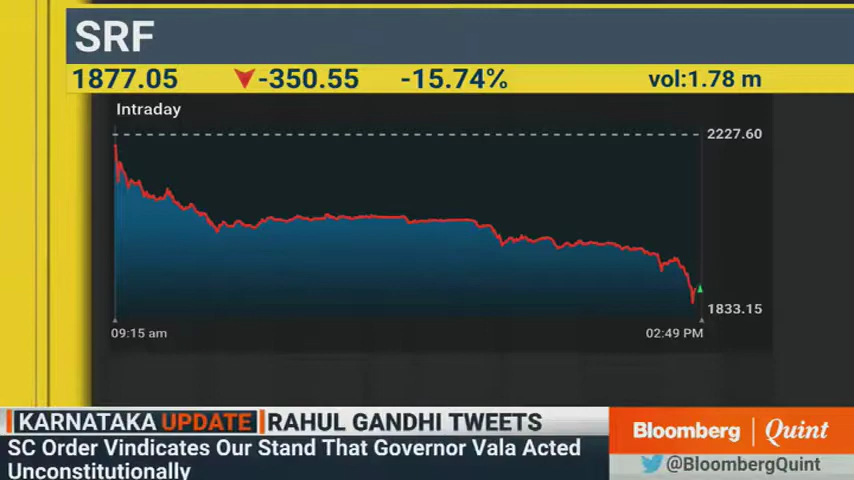 SRF
1877.05 -350.55 -15.74% vol:1.78 m
Intraday
2227.60
1833.15
09:15 am 02:49 PM
KARNATAKA UPDATE RAHUL GANDHI TWEETS
SC Order Vindicates Our Stand That Governor Vala Acted
Unconstitutionally
Bloomberg | Quint
@BloombergQuint